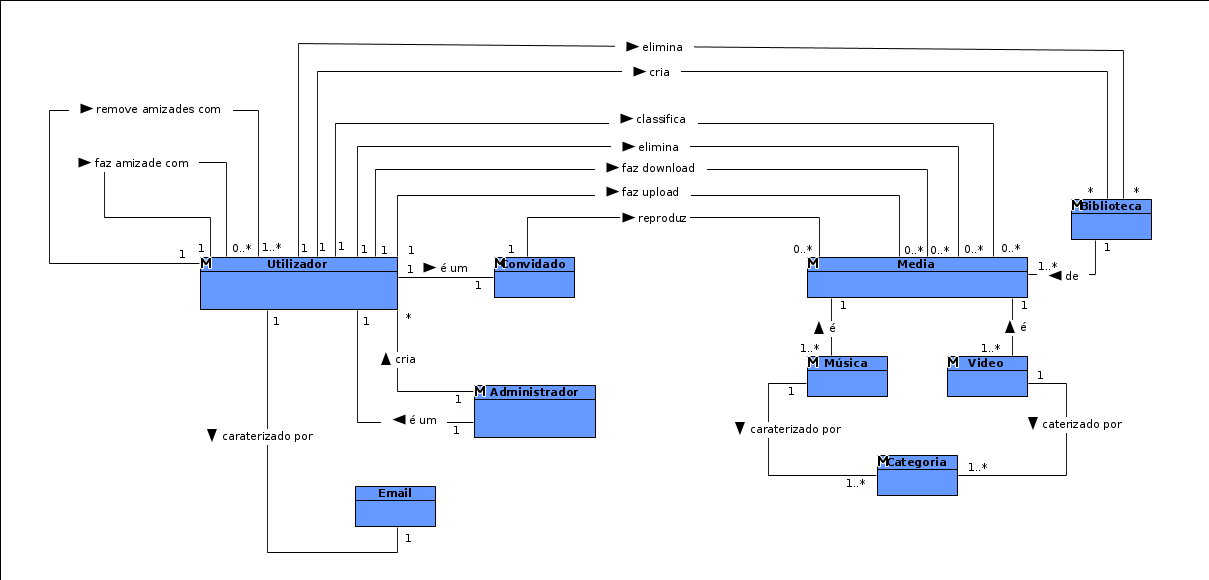 elimina
cria
remove amizades com
classifica
elimina
faz amizade com
faz download
faz upload
* *
M Biblioteca
reproduz
1 1 0..* 1..* 1 1 1 1 1 1 1 0..* 0..* 0..* 0..* 0..* 1
M Utilizador
1 é um
M Convidado
M Media
1..* de
1
1 1 *
1 1
é é
cria
1..* 1..*
M Música
M Video
1
1 M Administrador
1
é um
1
caraterizado por
caraterizado por
caterizado por
M Categoria
1..*
1..*
Email
1